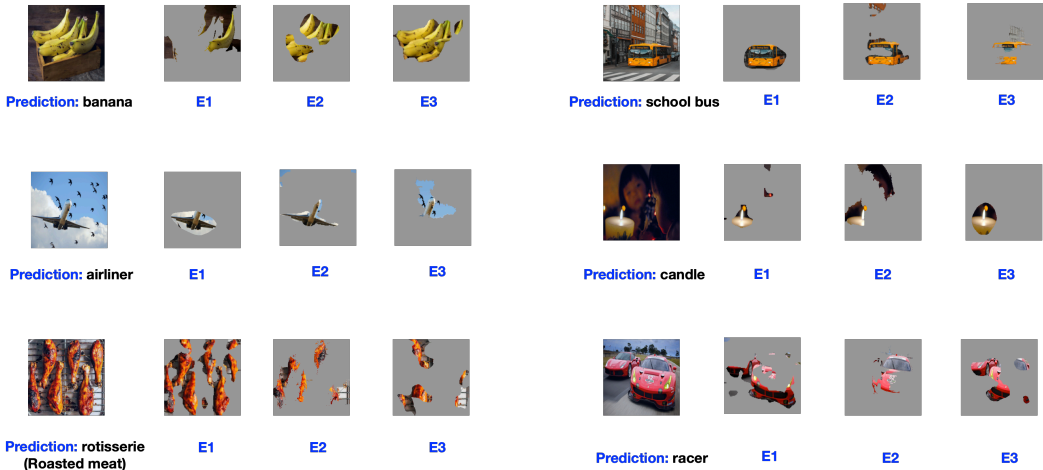 Prediction: banana E1 E2 E3
Prediction: school bus E1 E2 E3
Prediction: airliner E1 E2 E3
Prediction: candle E1 E2 E3
Prediction: rotisserie E1 E2 E3
(Roasted meat)
Prediction: racer E1 E2 E3